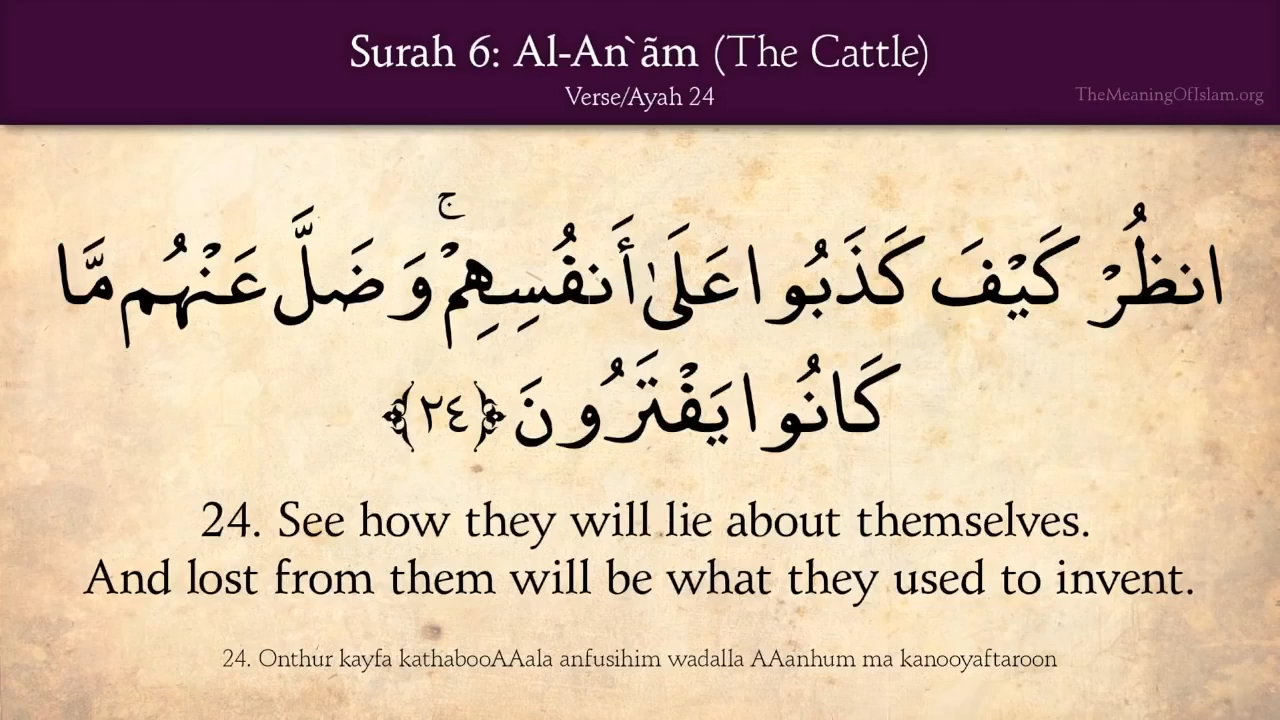 Surah 6: Al-An`ãm (The Cattle)
Verse/Ayah 24
TheMeaningOfIslam.org
انظُرْ كَيْفَ كَذَبُوا عَلَىٰ أَنفُسِهِمْ ۚ وَضَلَّ عَنْهُم مَّا
كَانُوا يَفْتَرُونَ ﴿٢٤﴾
24. See how they will lie about themselves.
And lost from them will be what they used to invent.
24. Onthur kayfa kathabooAAala anfusihim wadalla AAanhum ma kanooyaftaroon